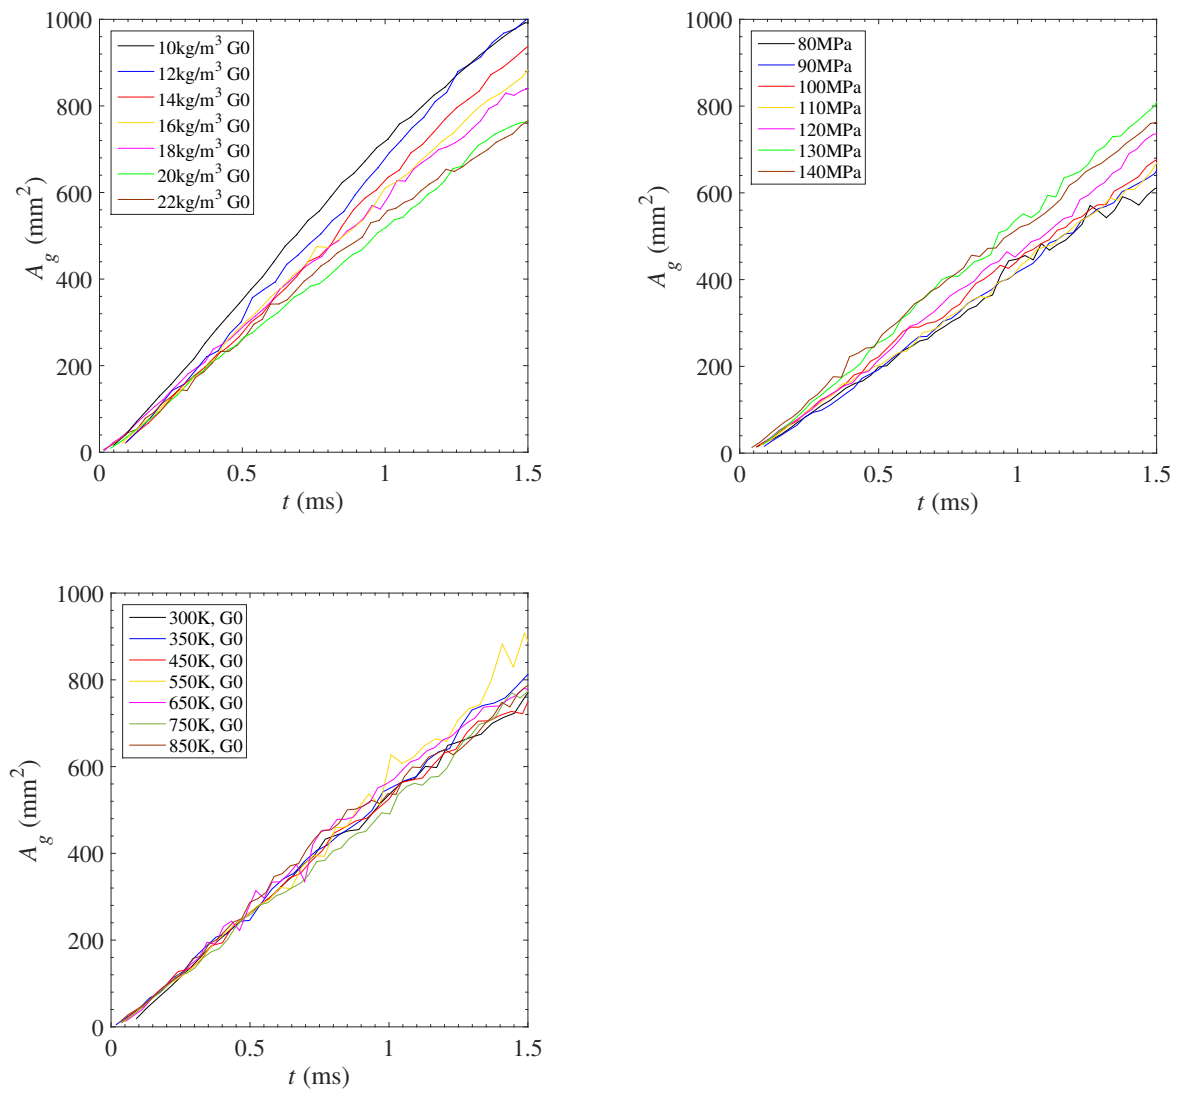 1000
800
600
400
200
0
A_g (mm²)
10kg/m³ G0
12kg/m³ G0
14kg/m³ G0
16kg/m³ G0
18kg/m³ G0
20kg/m³ G0
22kg/m³ G0
0 0.5 1 1.5
t (ms)
1000
800
600
400
200
0
A_g (mm²)
80MPa
90MPa
100MPa
110MPa
120MPa
130MPa
140MPa
0 0.5 1 1.5
t (ms)
1000
800
600
400
200
0
A_g (mm²)
300K, G0
350K, G0
450K, G0
550K, G0
650K, G0
750K, G0
850K, G0
0 0.5 1 1.5
t (ms)